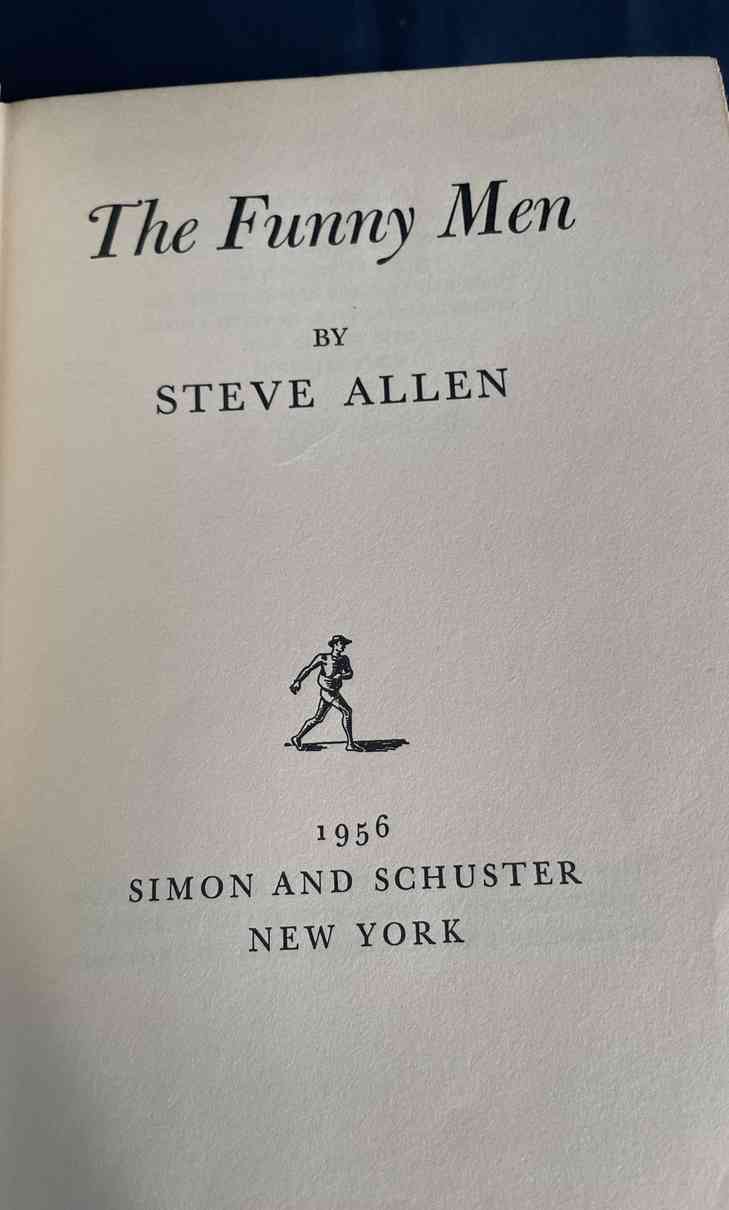 The Funny Men
BY
STEVE ALLEN
1956
SIMON AND SCHUSTER
NEW YORK